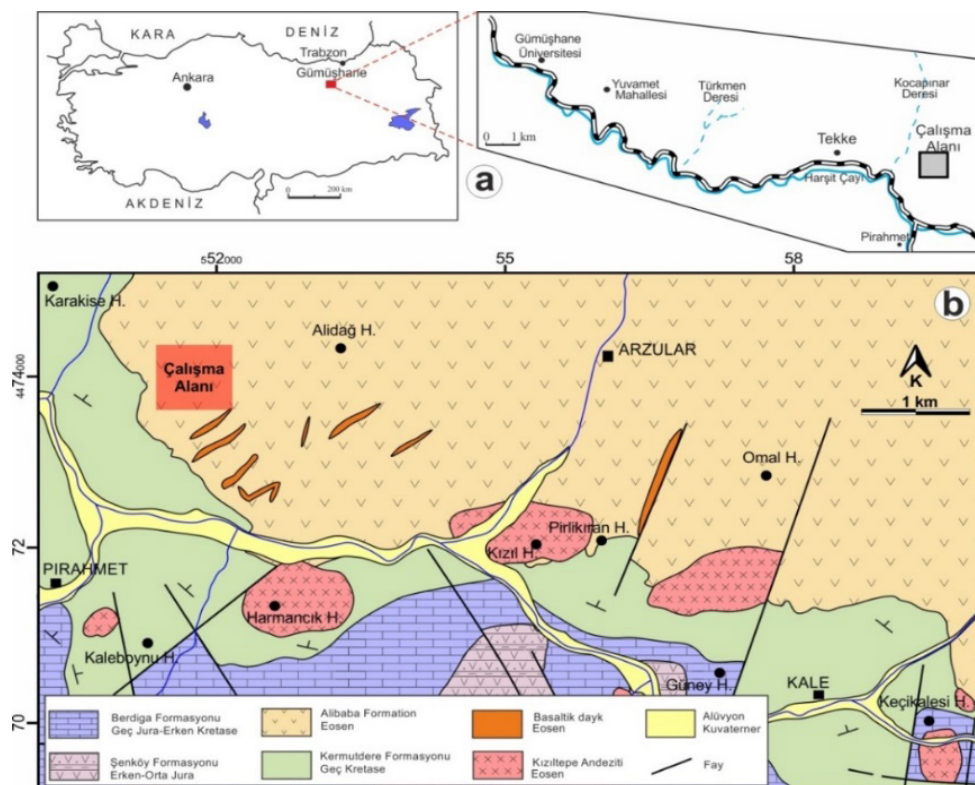 KARA
DENİZ
Trabzon
Gümüşhane
Ankara
0 200 km
AKDENİZ
a
Gümüşhane
Üniversitesi
Yuvamet
Mahallesi
Türkmen
Deresi
Kocapınar
Deresi
0 1 km
Tekke
Çalışma
Alanı
Harşit Çayı
Pirahmet
552000
55
58
b
Karakise H.
Alidağ H.
ARZULAR
4474000
Çalışma
Alanı
K
1 km
Omal H.
72
Pirlikıran H.
Kızıl H.
PIRAHMET
Harmancık H.
Kaleboynu H.
Güney H.
KALE
Keçikalesi H.
70
Berdiga Formasyonu
Geç Jura-Erken Kretase
Alibaba Formation
Eosen
Basaltik dayk
Eosen
Alüvyon
Kuvaterner
Şenköy Formasyonu
Erken-Orta Jura
Kermutdere Formasyonu
Geç Kretase
Kızıltepe Andeziti
Eosen
Fay